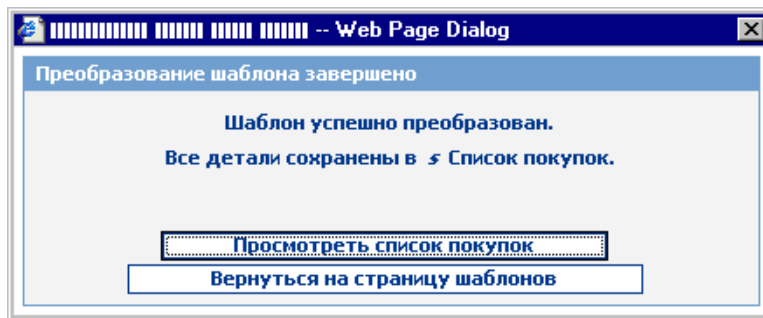 -- Web Page Dialog
Преобразование шаблона завершено
Шаблон успешно преобразован.
Все детали сохранены в Список покупок.
Просмотреть список покупок
Вернуться на страницу шаблонов